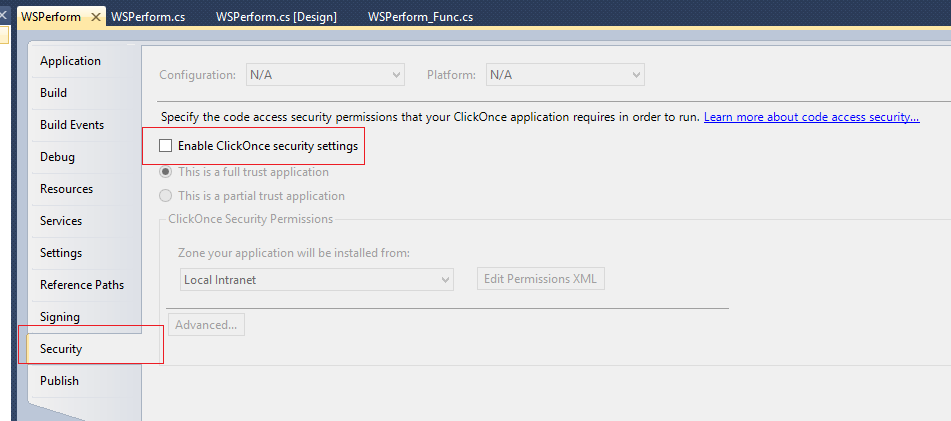 WSPerform WSPerform.cs WSPerform.cs [Design] WSPerform_Func.cs
Application
Build
Build Events
Debug
Resources
Services
Settings
Reference Paths
Signing
Security
Publish
Configuration: N/A Platform: N/A
Specify the code access security permissions that your ClickOnce application requires in order to run. Learn more about code access security...
Enable ClickOnce security settings
This is a full trust application
This is a partial trust application
ClickOnce Security Permissions
Zone your application will be installed from:
Local Intranet Edit Permissions XML
Advanced...